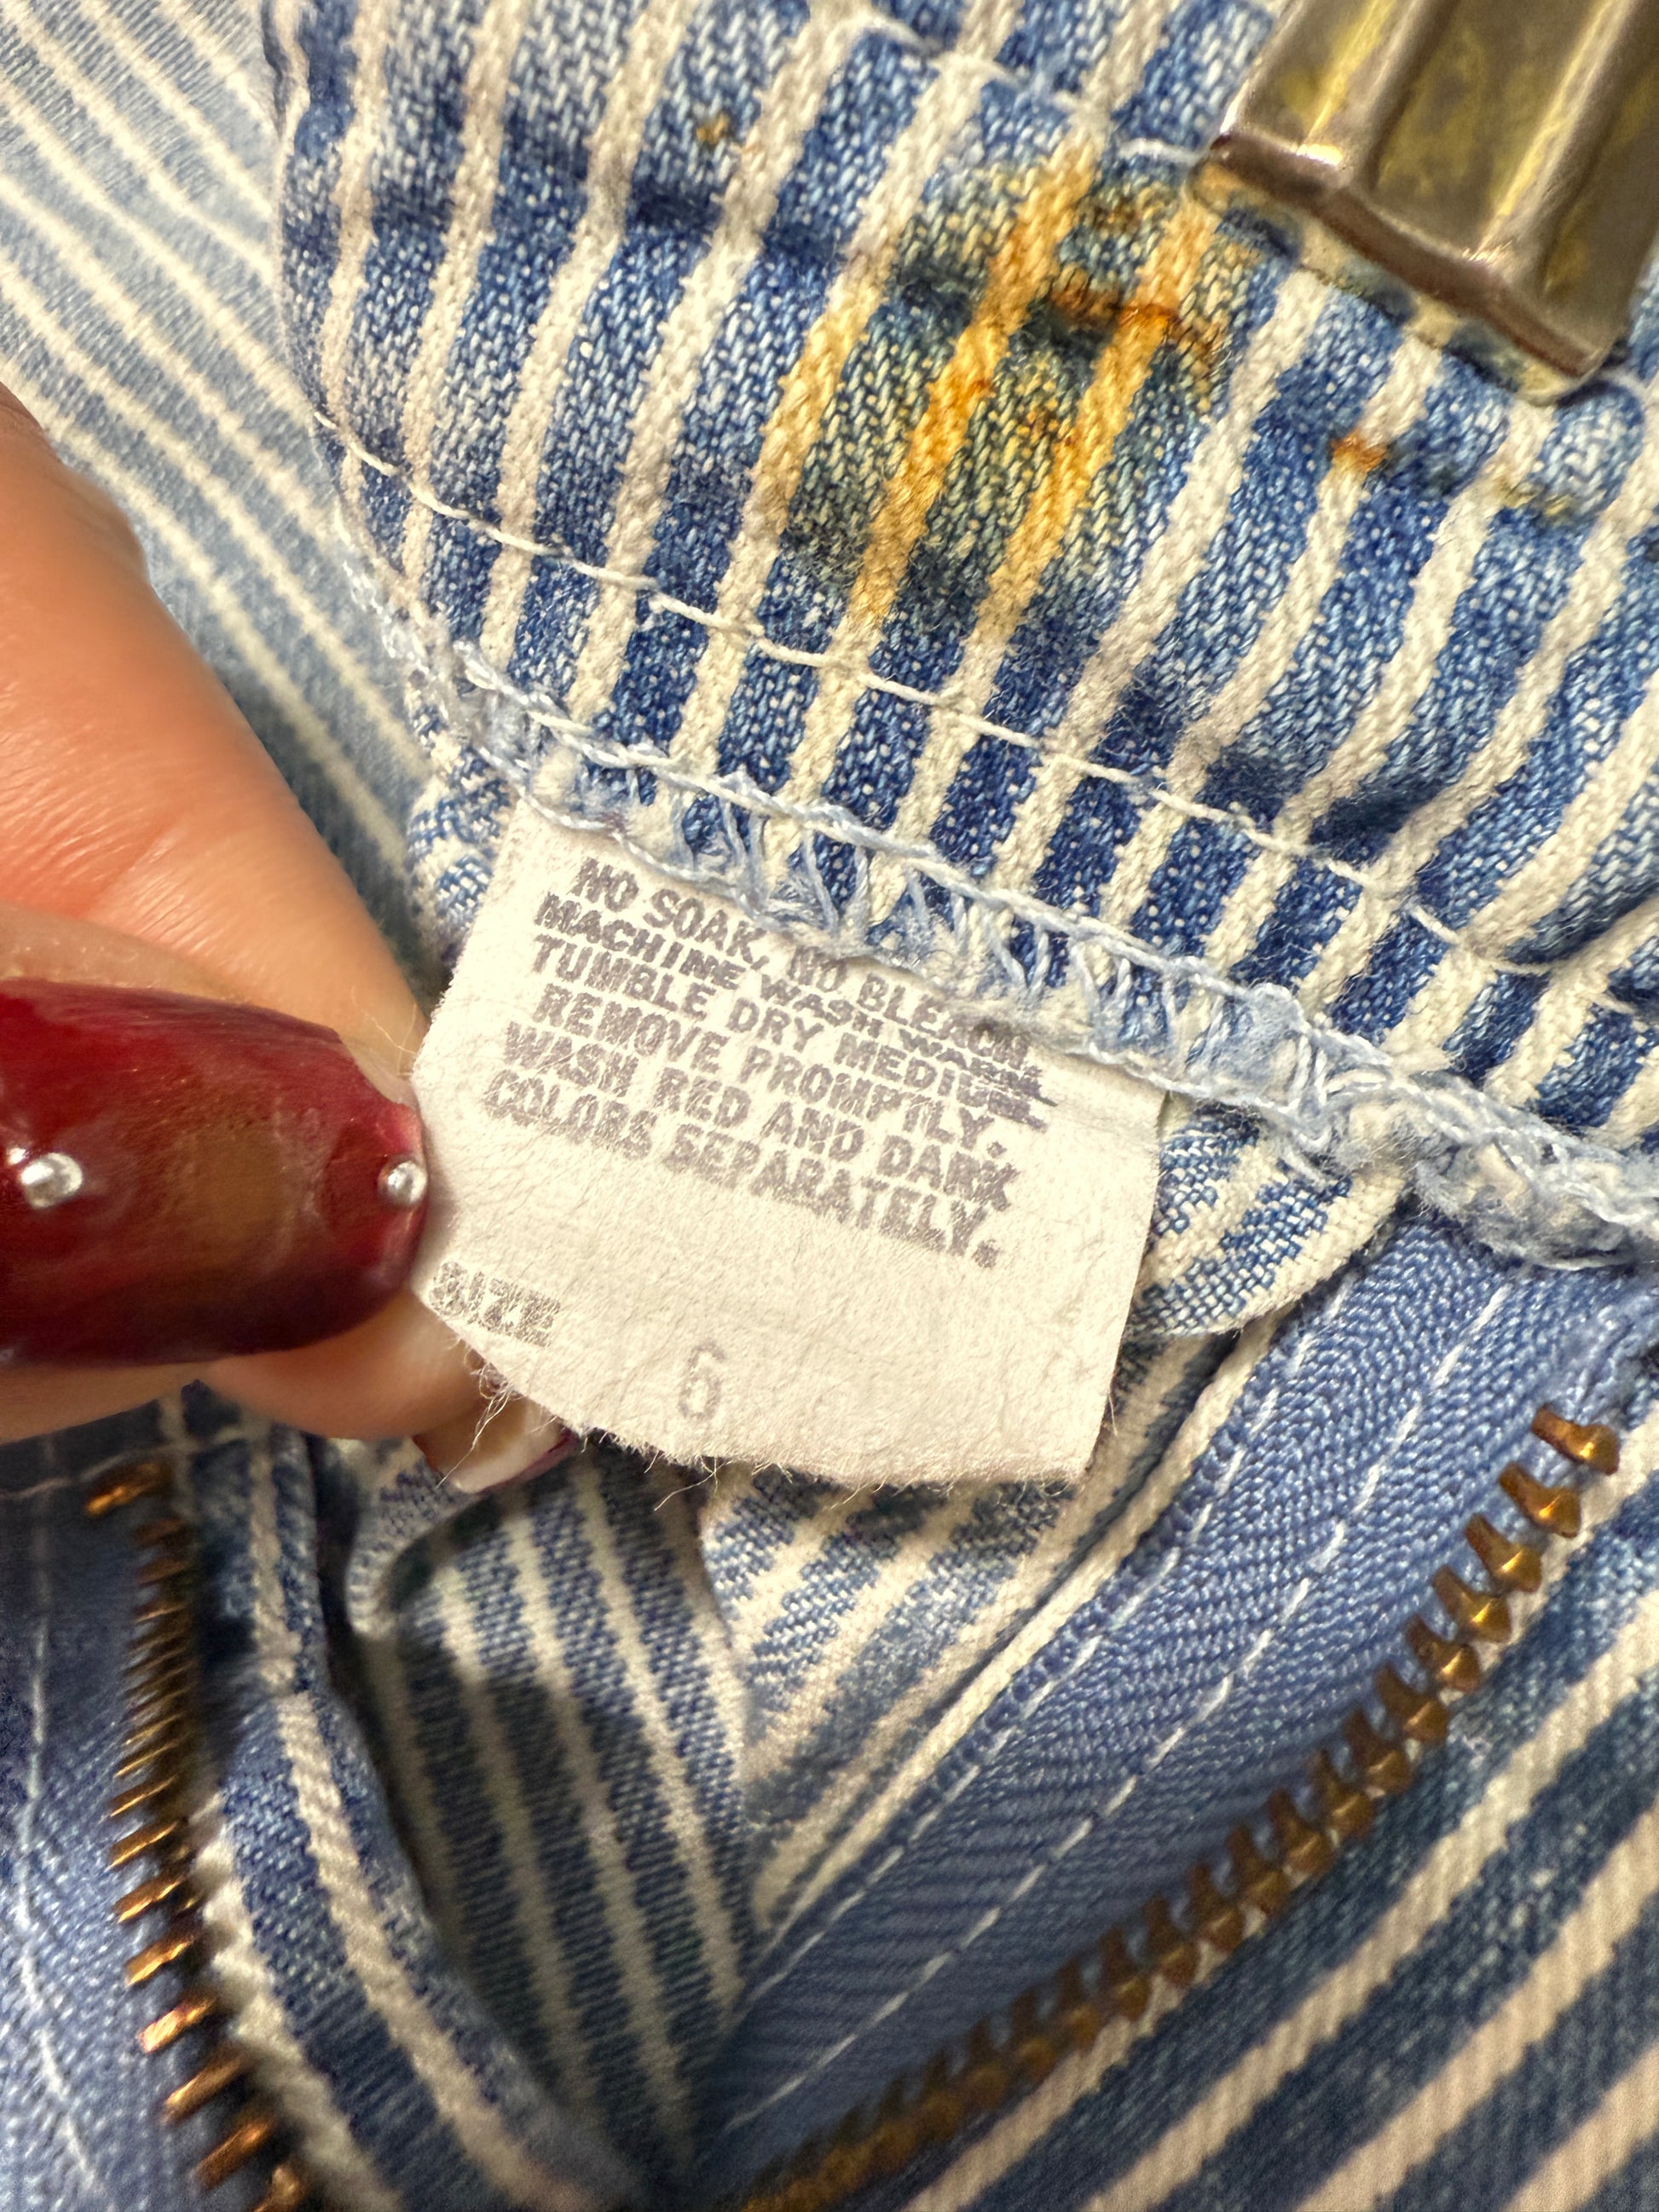 NO SOAK, NO BLEACH
MACHINE WASH WARM
TUMBLE DRY MEDIUM
REMOVE PROMPTLY.
WASH RED AND DARK
COLORS SEPARATELY.
SIZE
6